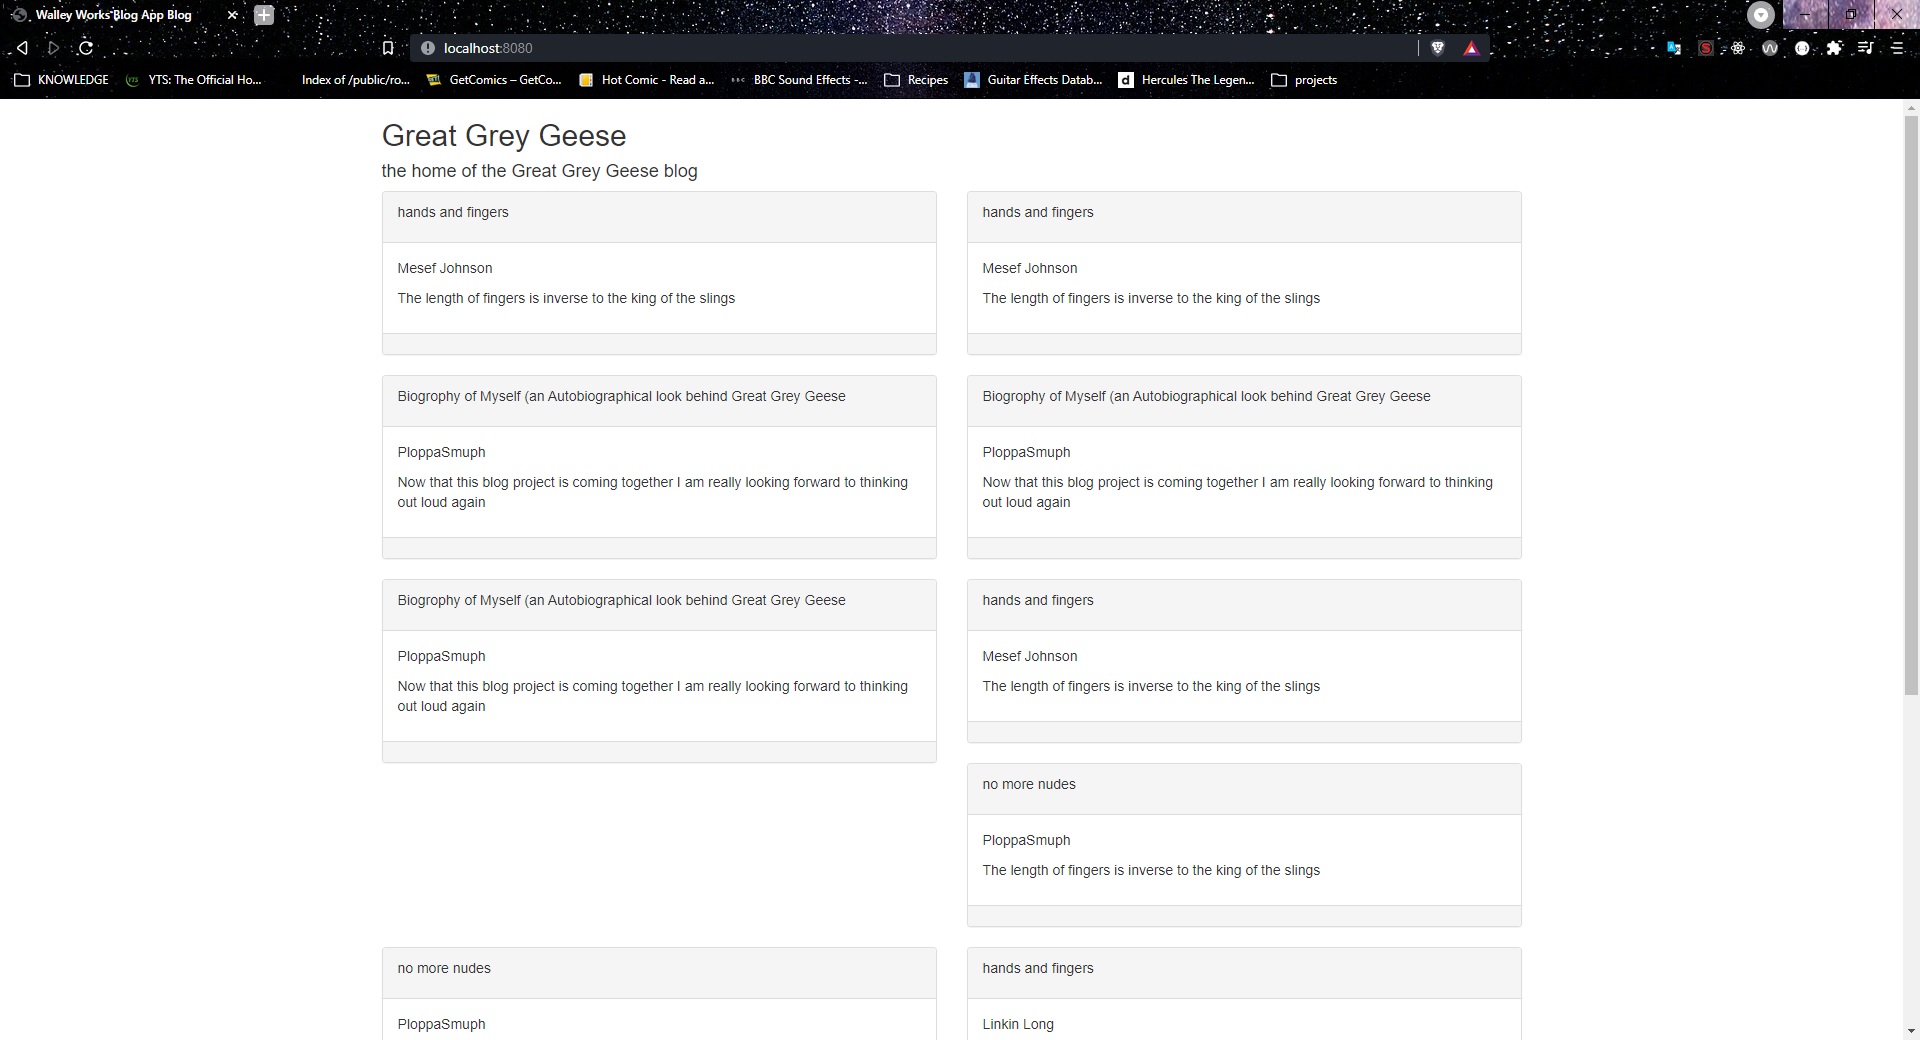 Walley Works Blog App Blog
localhost:8080
KNOWLEDGE
YTS: The Official Ho...
Index of /public/ro...
GetComics – GetCo...
Hot Comic - Read a...
BBC Sound Effects -...
Recipes
Guitar Effects Datab...
d
Hercules The Legen...
projects
Great Grey Geese
the home of the Great Grey Geese blog
hands and fingers
Mesef Johnson
The length of fingers is inverse to the king of the slings
hands and fingers
Mesef Johnson
The length of fingers is inverse to the king of the slings
Biogrophy of Myself (an Autobiographical look behind Great Grey Geese
PloppaSmuph
Now that this blog project is coming together I am really looking forward to thinking
out loud again
Biogrophy of Myself (an Autobiographical look behind Great Grey Geese
PloppaSmuph
Now that this blog project is coming together I am really looking forward to thinking
out loud again
Biogrophy of Myself (an Autobiographical look behind Great Grey Geese
PloppaSmuph
Now that this blog project is coming together I am really looking forward to thinking
out loud again
hands and fingers
Mesef Johnson
The length of fingers is inverse to the king of the slings
no more nudes
PloppaSmuph
The length of fingers is inverse to the king of the slings
no more nudes
PloppaSmuph
hands and fingers
Linkin Long